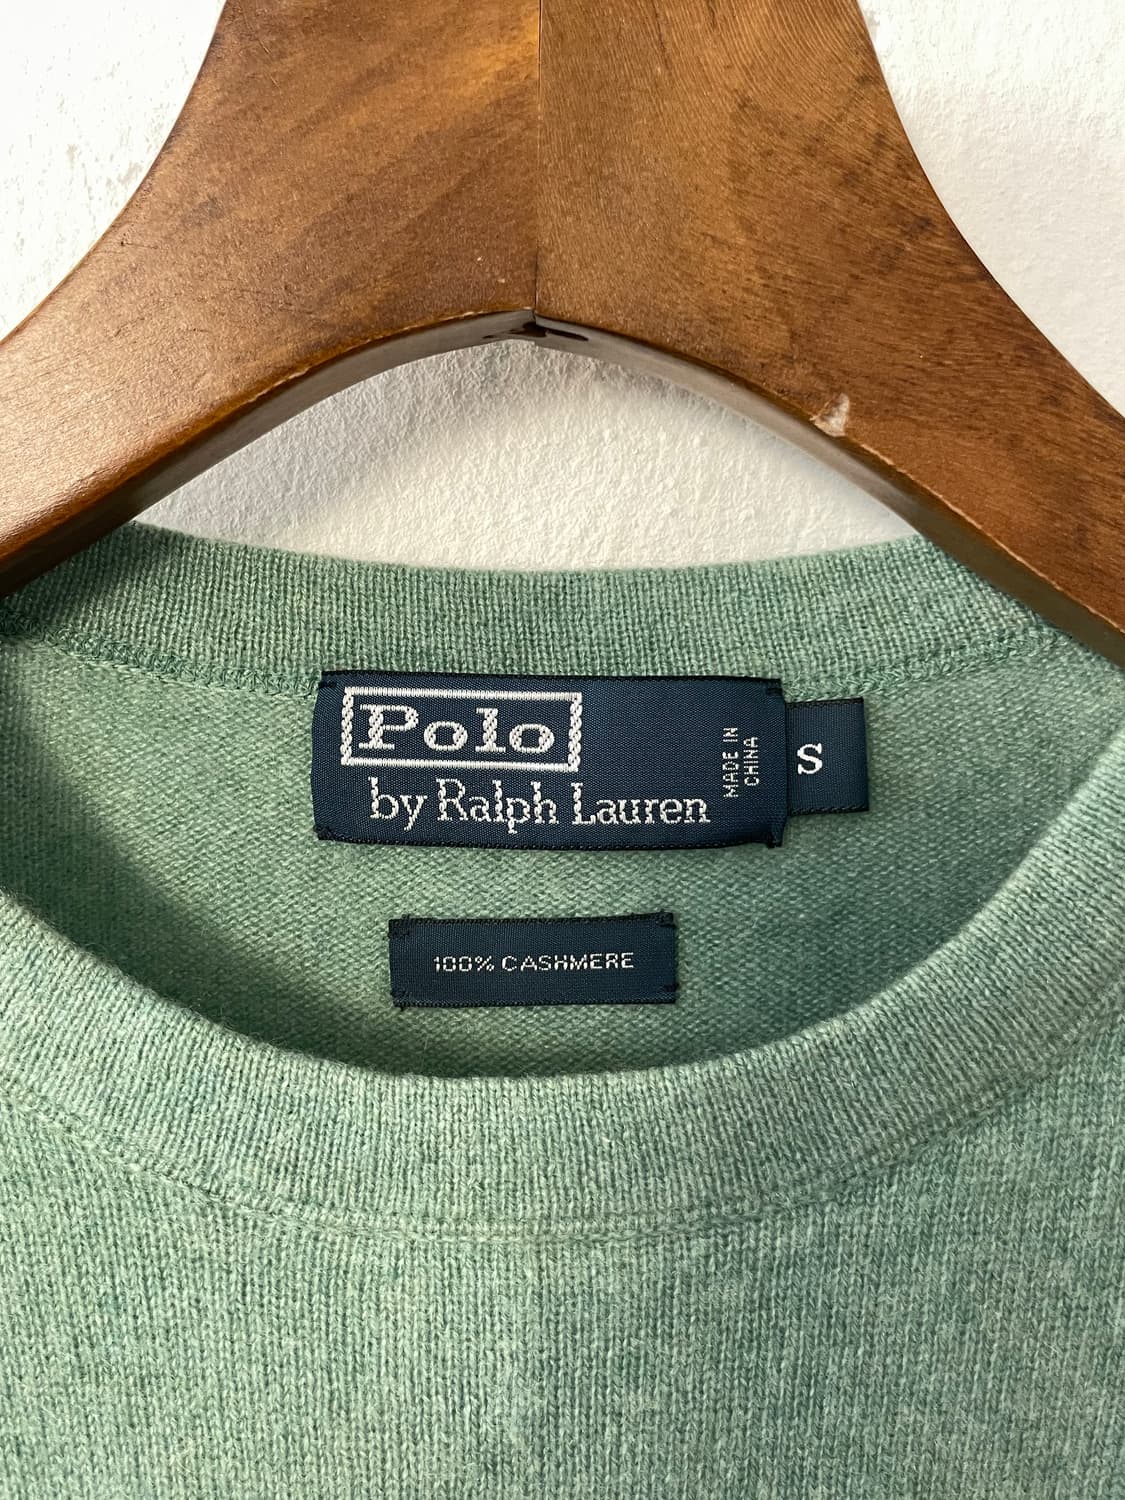 Polo
by Ralph Lauren
MADE IN
CHINA
S
100% CASHMERE